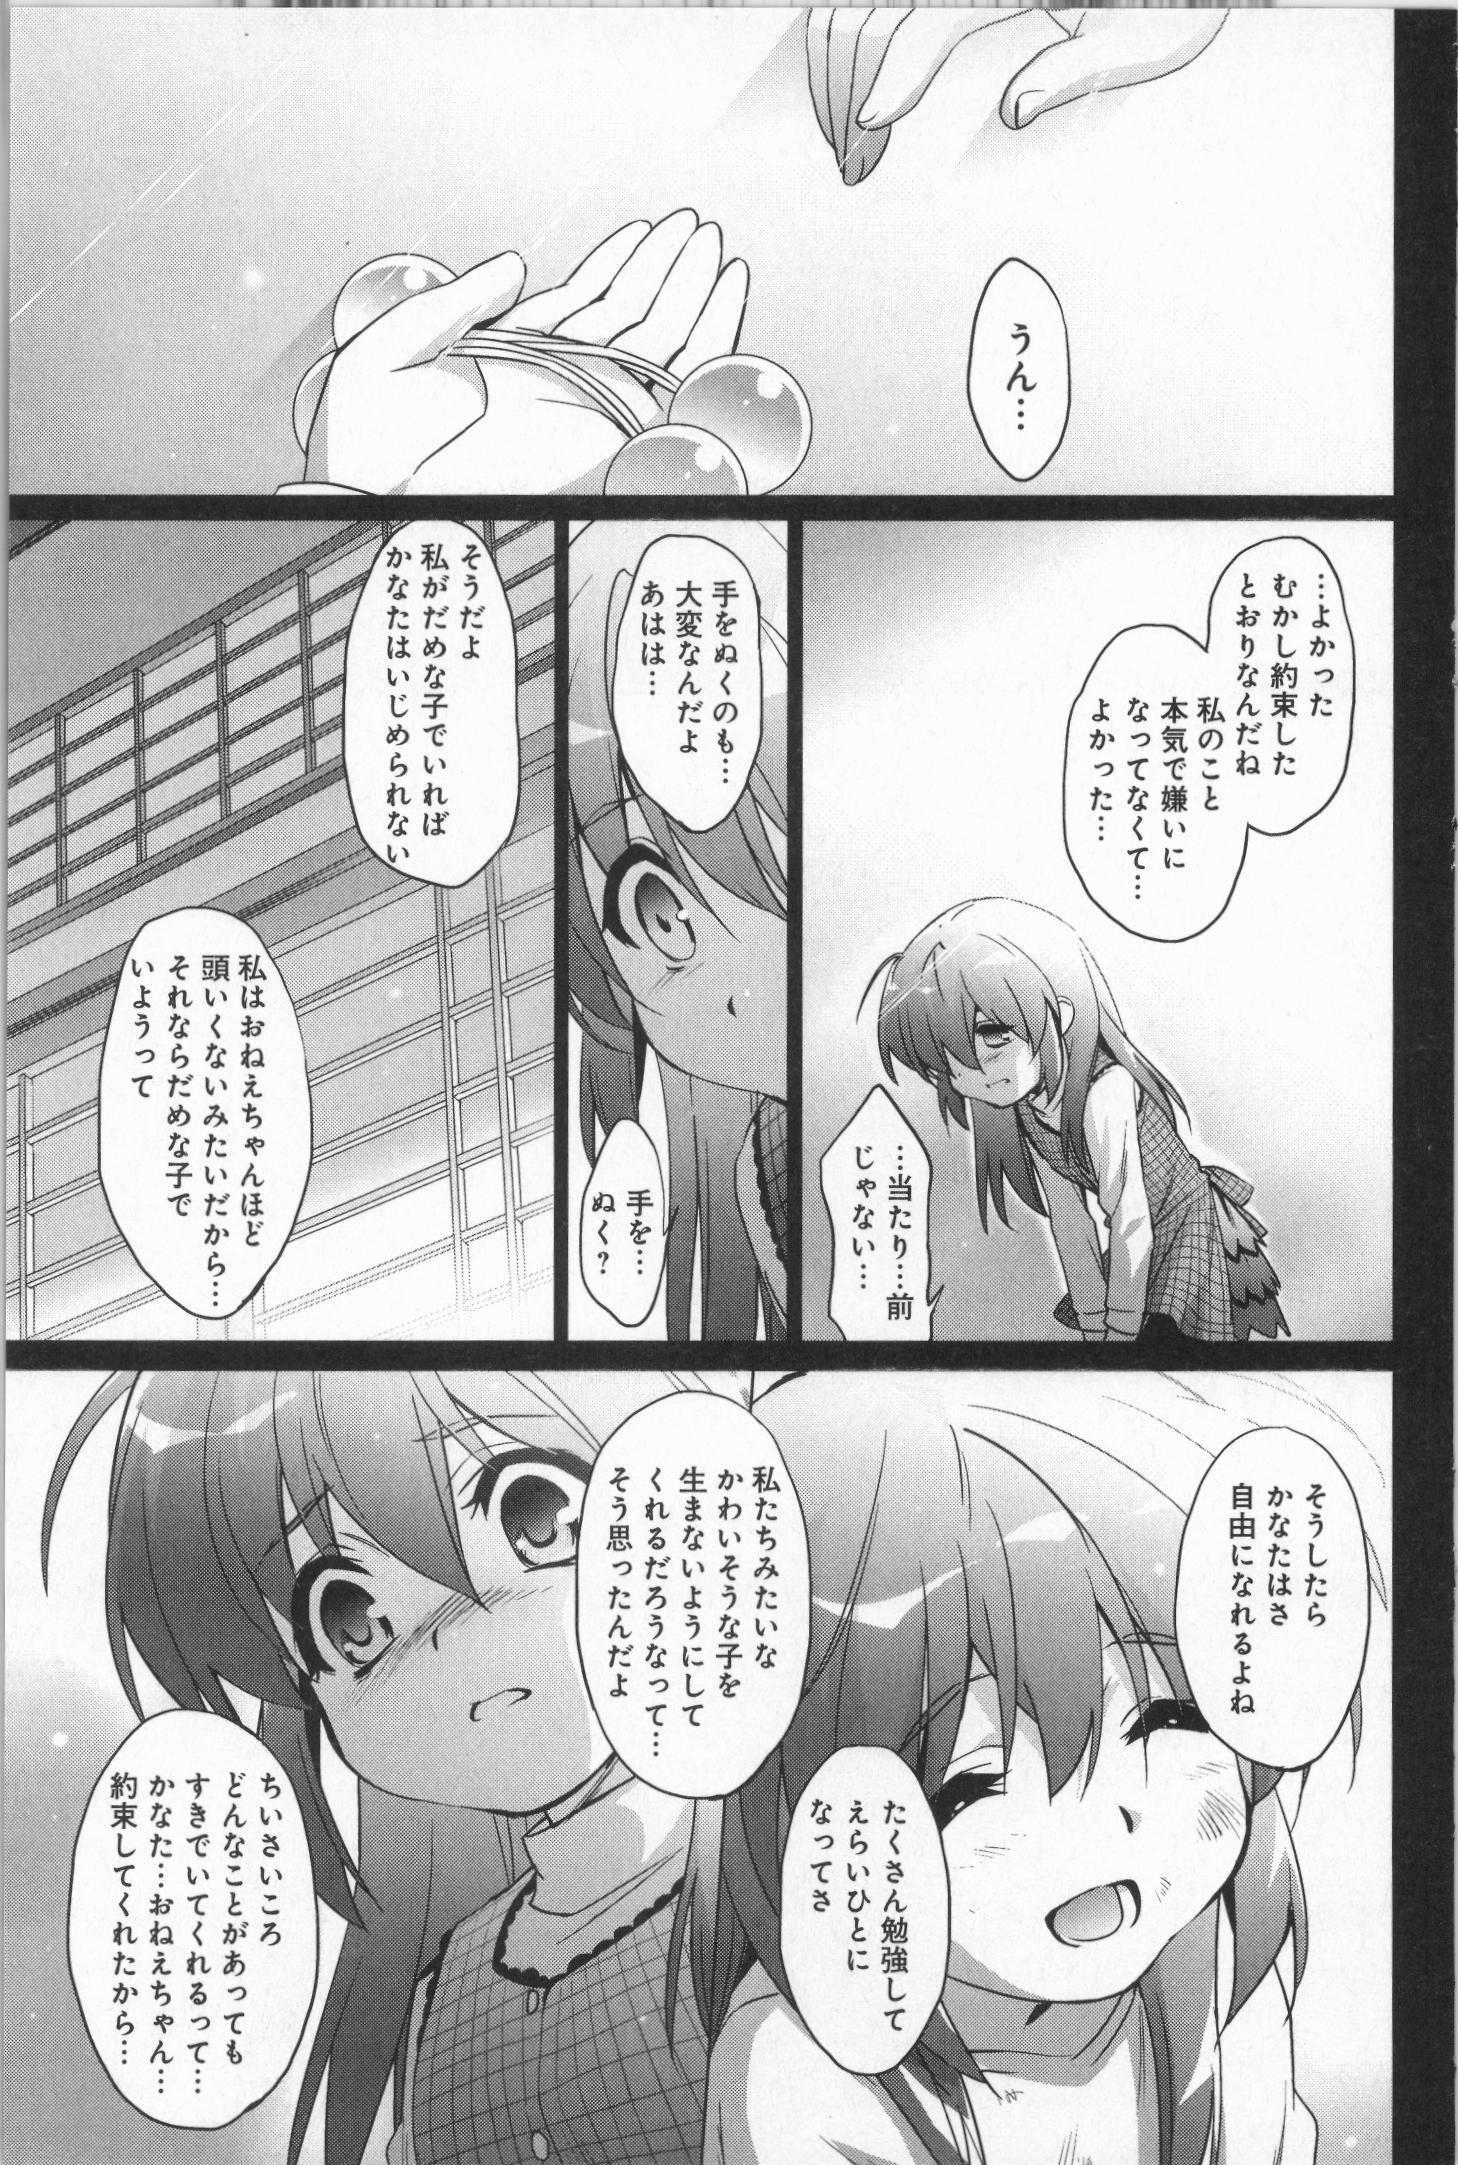 うん…
…よかった
むかし約束した
とおりなんだね
私のこと
本気で嫌いに
なってなくて…
よかった…
…当たり…前
じゃない…
手をぬくのも…
大変なんだよ
あはは…
手を…
ぬく?
そうだよ
私がだめな子でいれば
かなたはいじめられない
私はおねえちゃんほど
頭いくないみたいだから…
それならだめな子で
いようって
そうしたら
かなたはさ
自由になれるよね
たくさん勉強して
えらいひとに
なってさ
私たちみたいな
かわいそうな子を
生まないようにして
くれるだろうなって…
そう思ったんだよ
ちいさいころ
どんなことがあっても
すきでいてくれるって…
かなた…おねえちゃん…
約束してくれたから…